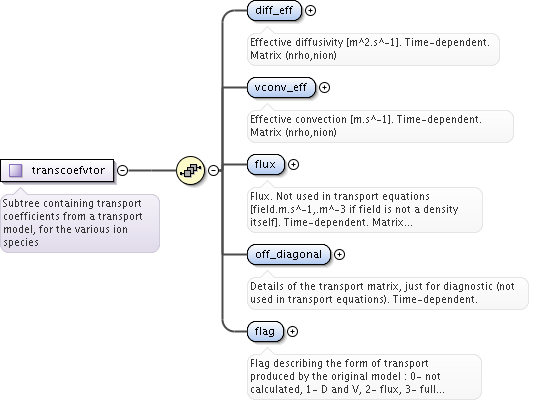 diff_eff
Effective diffusivity [m^2.s^-1]. Time-dependent.
Matrix (nrho,nion)
vconv_eff
Effective convection [m.s^-1]. Time-dependent.
Matrix (nrho,nion)
transcoefvtor
Subtree containing transport
coefficients from a transport
model, for the various ion
species
flux
Flux. Not used in transport equations
[field.m.s^-1,.m^-3 if field is not a density
itself]. Time-dependent. Matrix...
off_diagonal
Details of the transport matrix, just for diagnostic (not
used in transport equations). Time-dependent.
flag
Flag describing the form of transport
produced by the original model : 0- not
calculated, 1- D and V, 2- flux, 3- full...